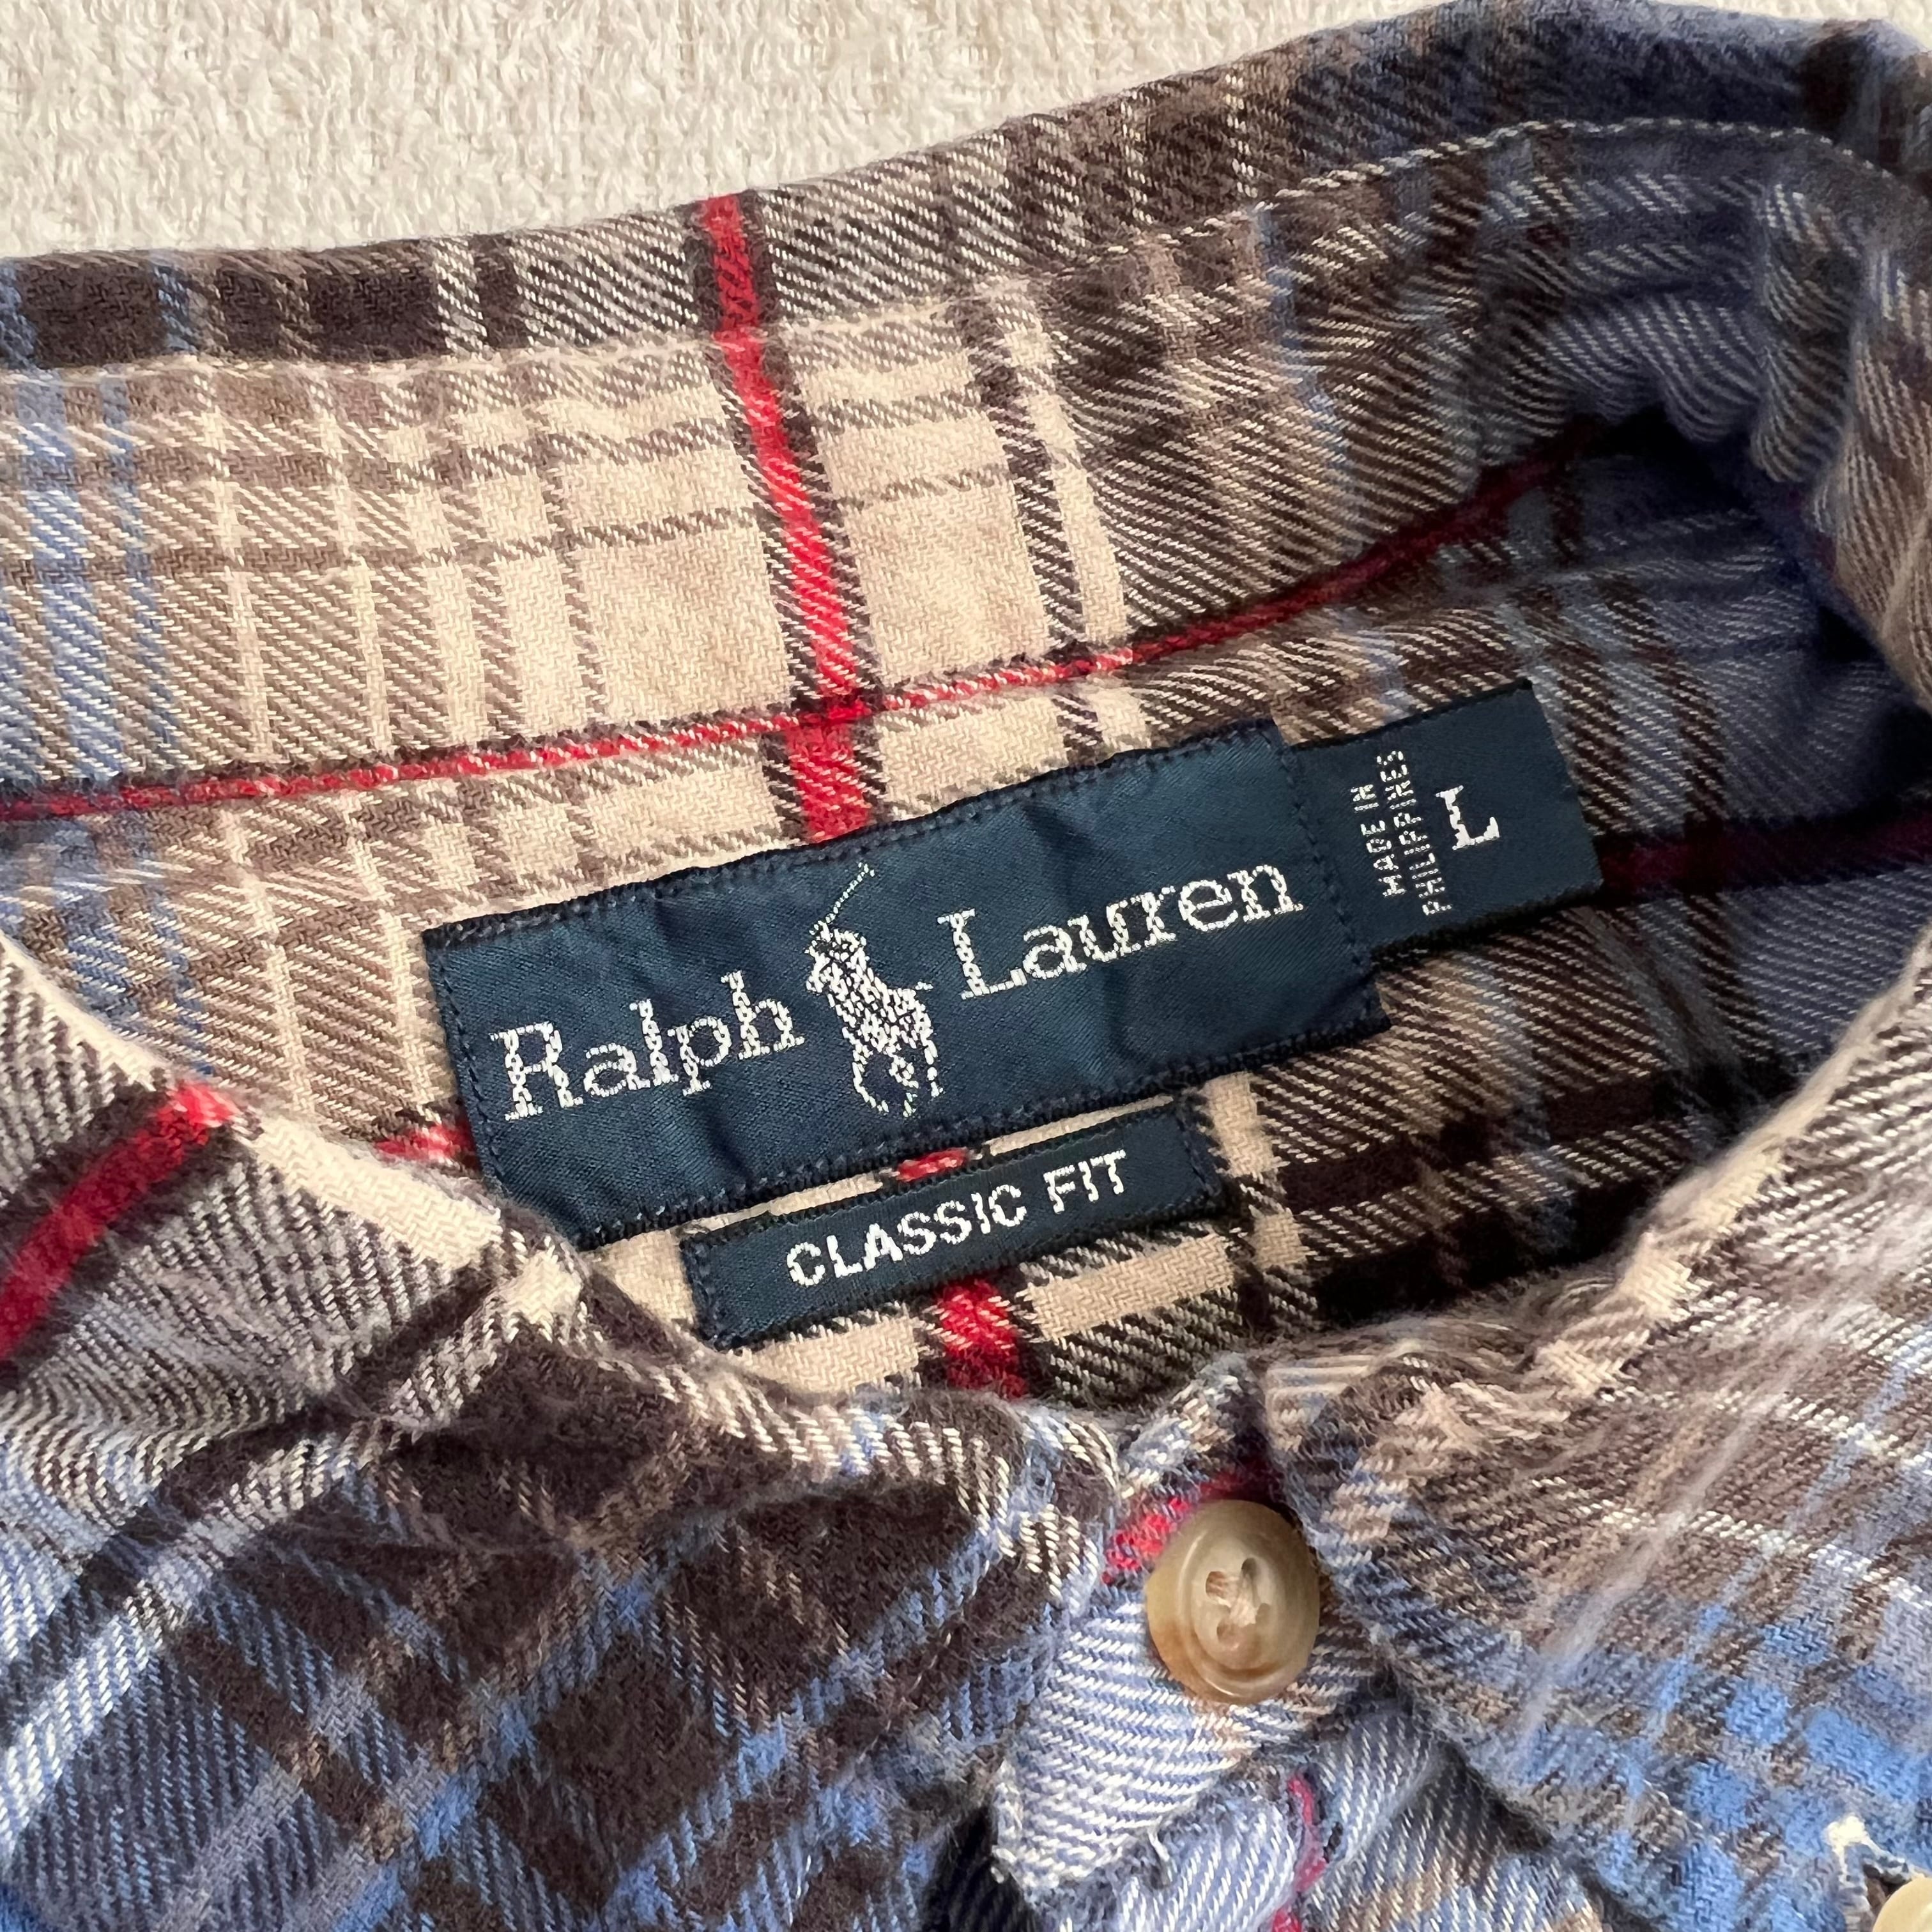 Ralph Lauren
MADE IN
PHILIPPINES
L
CLASSIC FIT